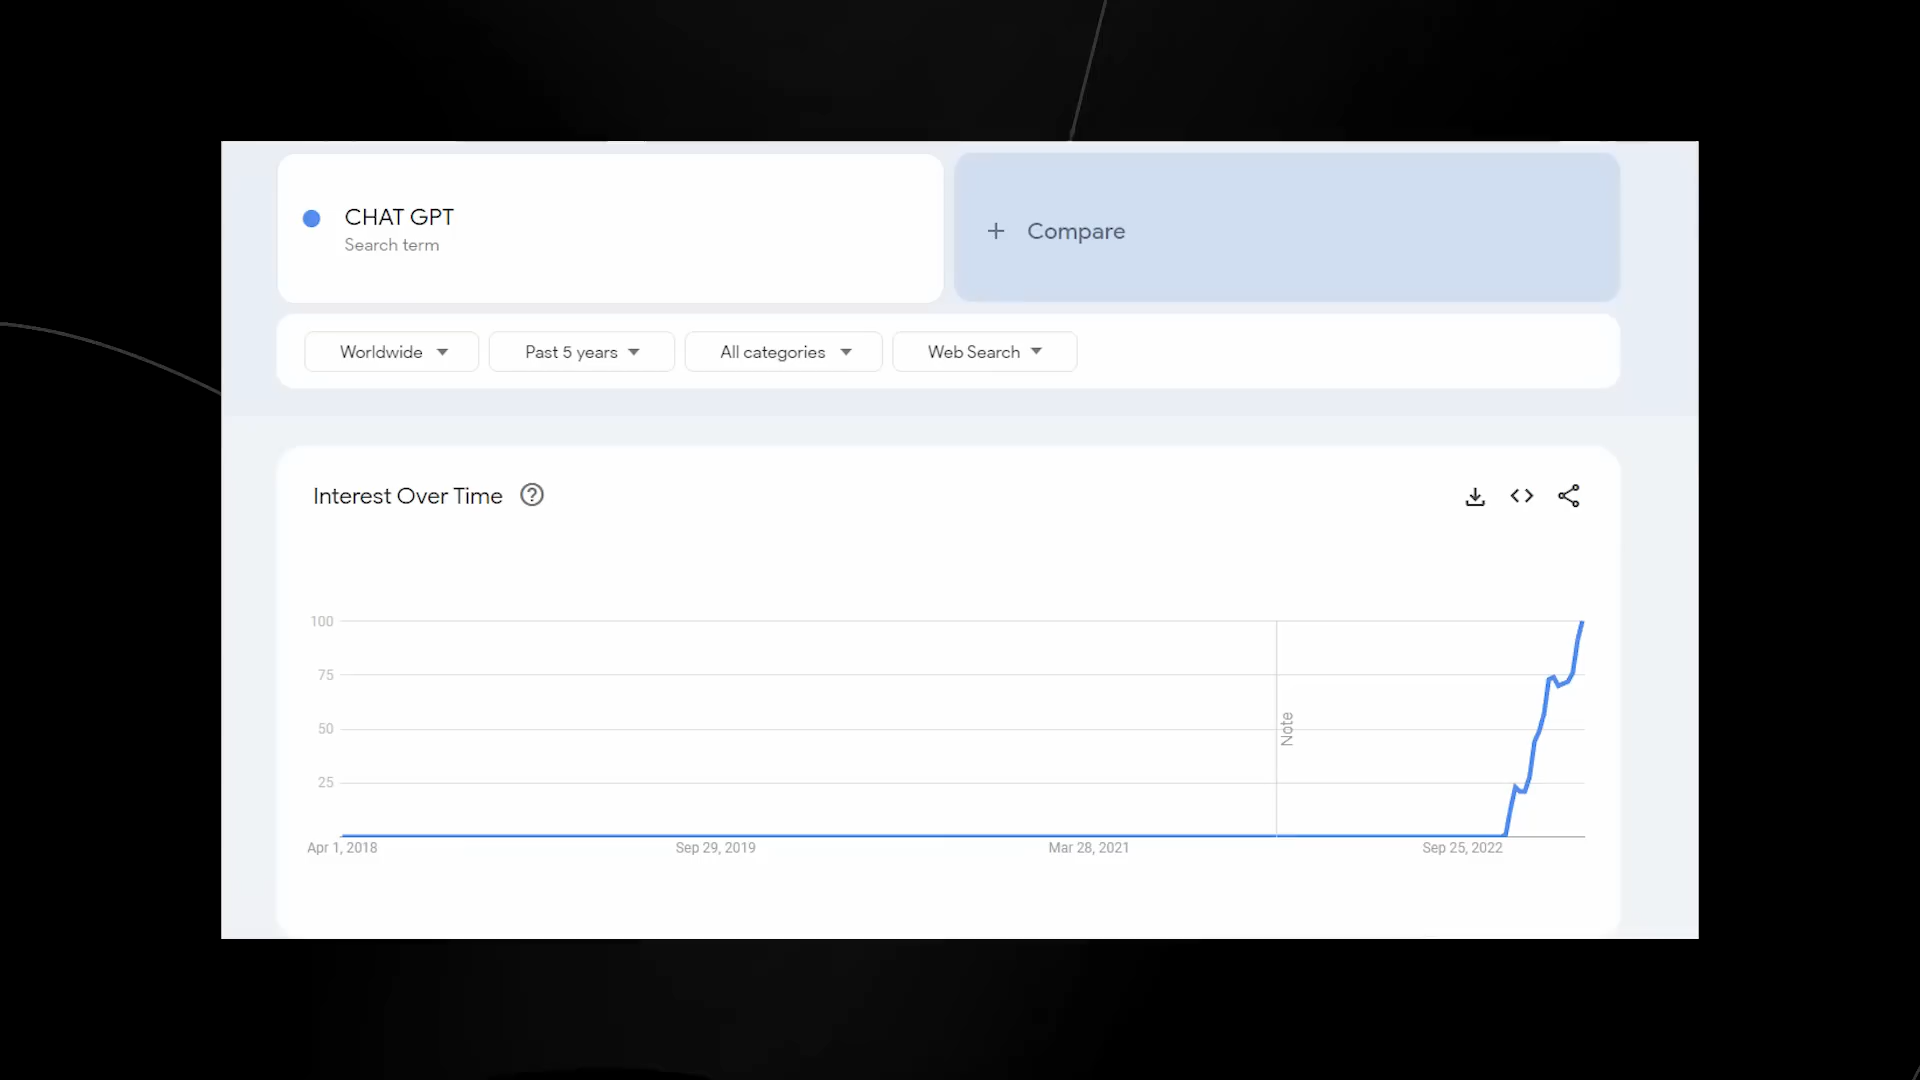 CHAT GPT
Search term
+ Compare
Worldwide
Past 5 years
All categories
Web Search
Interest Over Time
100
75
50
25
Note
Apr 1, 2018
Sep 29, 2019
Mar 28, 2021
Sep 25, 2022